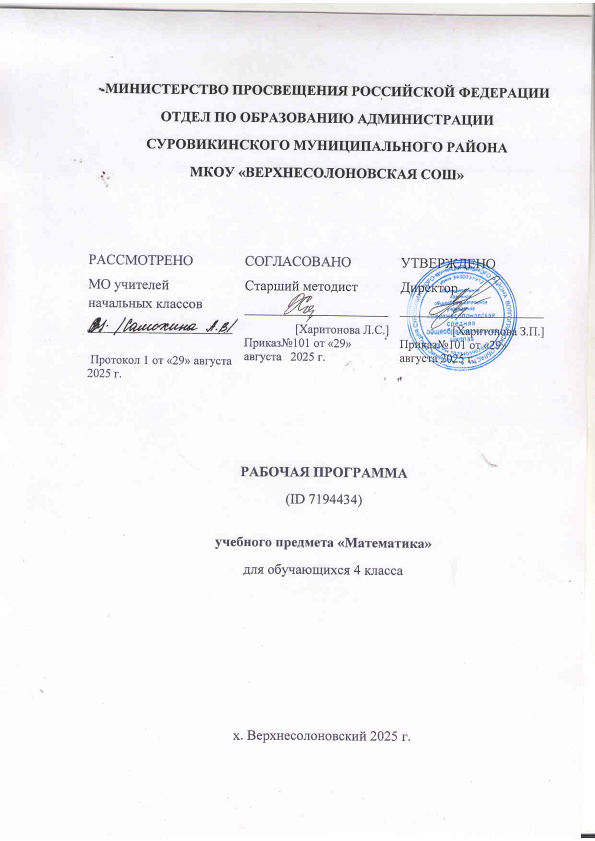 МИНИСТЕРСТВО ПРОСВЕЩЕНИЯ РОССИЙСКОЙ ФЕДЕРАЦИИ
ОТДЕЛ ПО ОБРАЗОВАНИЮ АДМИНИСТРАЦИИ
СУРОВИКИНСКОГО МУНИЦИПАЛЬНОГО РАЙОНА
МКОУ «ВЕРХНЕСОЛОНОВСКАЯ СОШ»
РАССМОТРЕНО
МО учителей
начальных классов
/Самохина Л.В/
Протокол 1 от «29» августа
2025 г.
СОГЛАСОВАНО
Старший методист
[Харитонова Л.С.]
Приказ№101 от «29»
августа 2025 г.
УТВЕРЖДЕНО
Директор
[Харитонова З.П.]
Приказ№101 от «29»
августа 2025 г.
РАБОЧАЯ ПРОГРАММА
(ID 7194434)
учебного предмета «Математика»
для обучающихся 4 класса
х. Верхнесолоновский 2025 г.